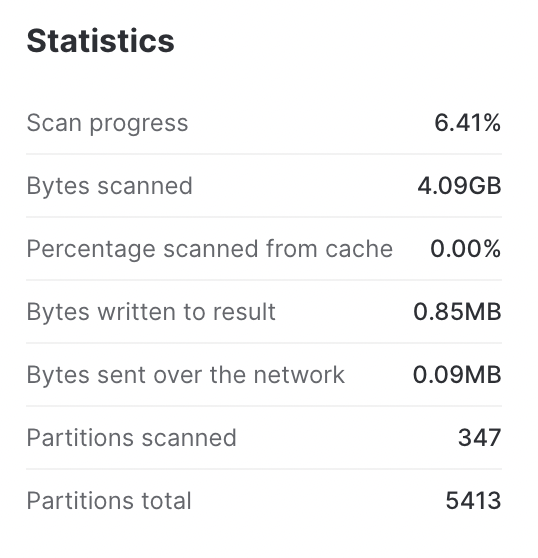 Statistics
Scan progress 6.41%
Bytes scanned 4.09GB
Percentage scanned from cache 0.00%
Bytes written to result 0.85MB
Bytes sent over the network 0.09MB
Partitions scanned 347
Partitions total 5413